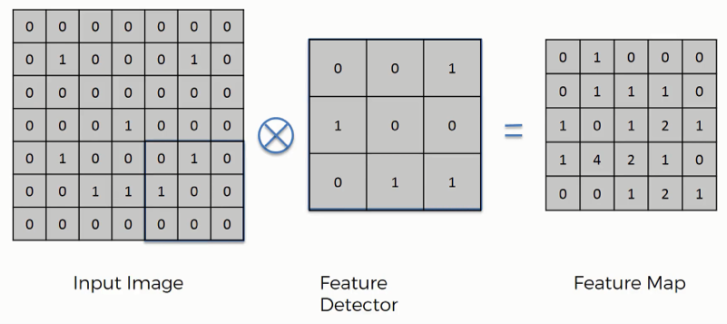 0 0 0 0 0 0 0
0 1 0 0 0 1 0
0 0 0 0 0 0 0
0 0 0 1 0 0 0
0 1 0 0 0 1 0
0 0 1 1 1 0 0
0 0 0 0 0 0 0
Input Image
0 0 1
1 0 0
0 1 1
Feature
Detector
=
0 1 0 0 0
0 1 1 1 0
1 0 1 2 1
1 4 2 1 0
0 0 1 2 1
Feature Map